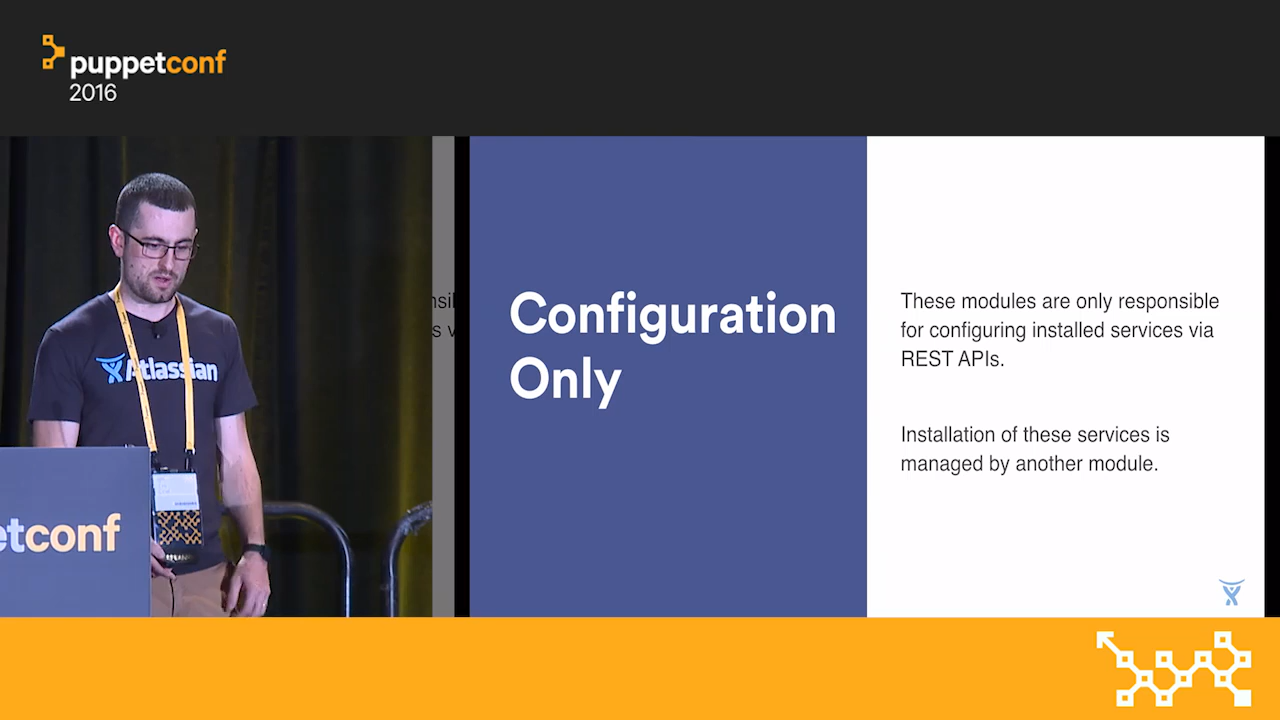 puppetconf
2016
Configuration
Only
These modules are only responsible
for configuring installed services via
REST APIs.
Installation of these services is
managed by another module.
Atlassian
etconf